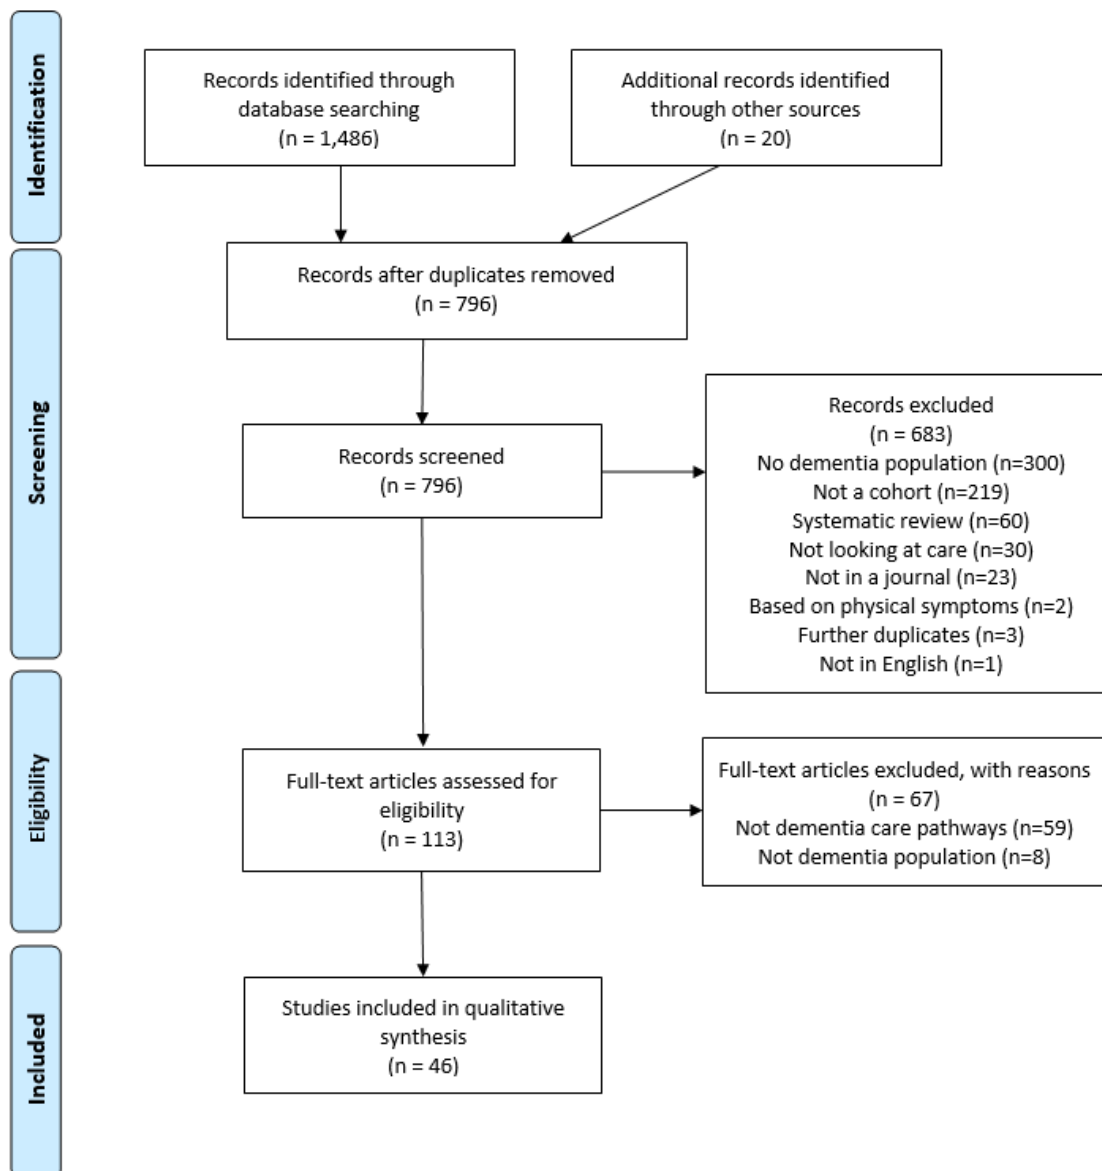 Identification
Records identified through
database searching
(n = 1,486)
Additional records identified
through other sources
(n = 20)
Screening
Records after duplicates removed
(n = 796)
Records screened
(n = 796)
Records excluded
(n = 683)
No dementia population (n=300)
Not a cohort (n=219)
Systematic review (n=60)
Not looking at care (n=30)
Not in a journal (n=23)
Based on physical symptoms (n=2)
Further duplicates (n=3)
Not in English (n=1)
Eligibility
Full-text articles assessed for
eligibility
(n = 113)
Full-text articles excluded, with reasons
(n = 67)
Not dementia care pathways (n=59)
Not dementia population (n=8)
Included
Studies included in qualitative
synthesis
(n = 46)